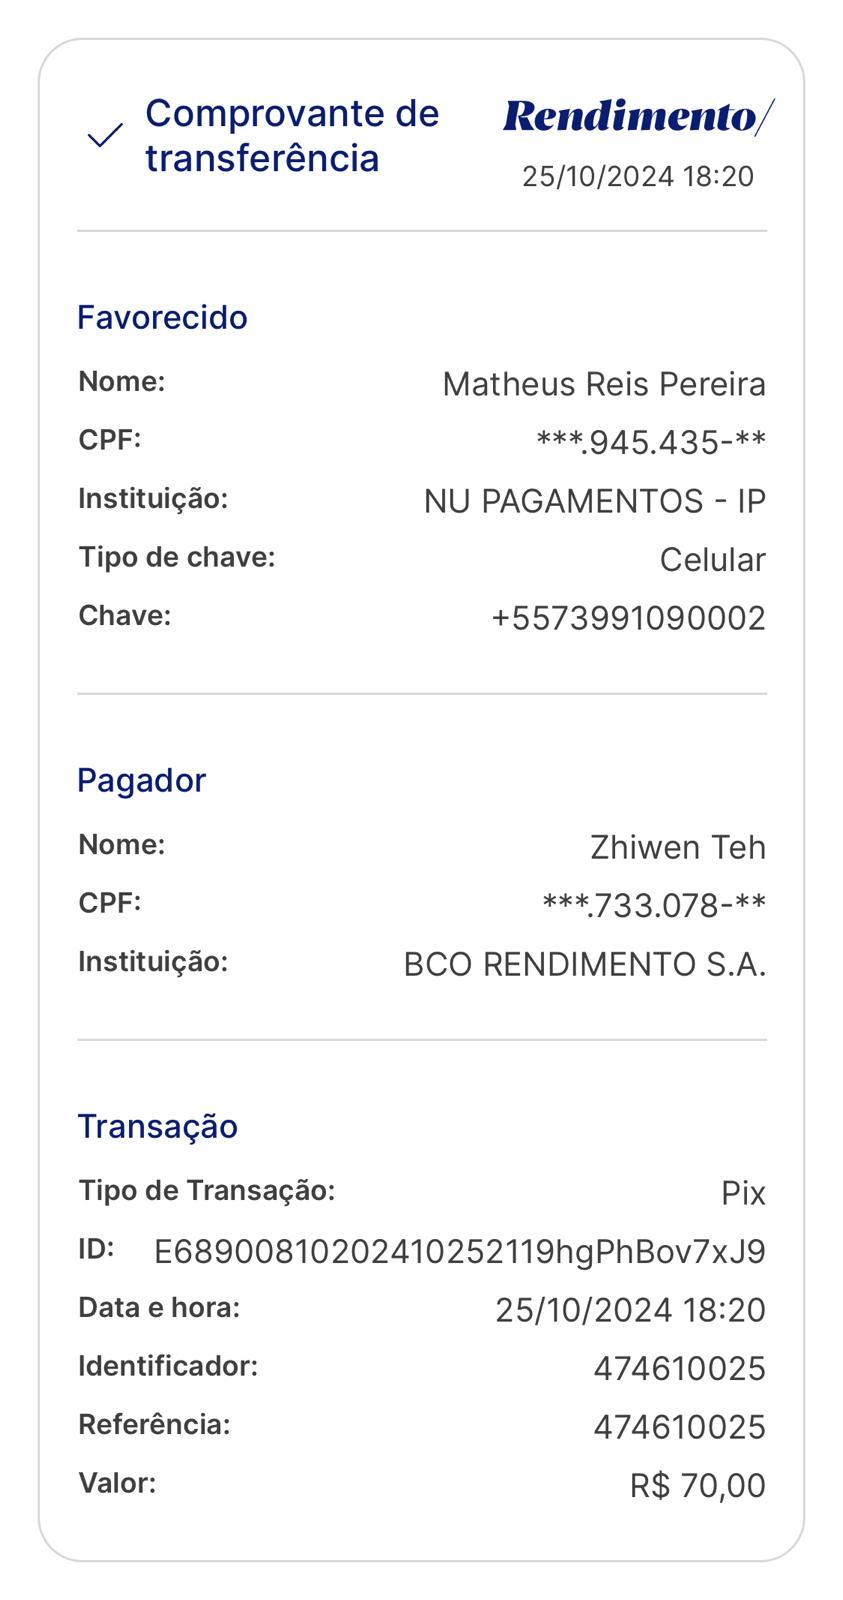 Comprovante de
transferência
Rendimento/
25/10/2024 18:20
Favorecido
Nome: Matheus Reis Pereira
CPF: ***.945.435-**
Instituição: NU PAGAMENTOS - IP
Tipo de chave: Celular
Chave: +5573991090002
Pagador
Nome: Zhiwen Teh
CPF: ***.733.078-**
Instituição: BCO RENDIMENTO S.A.
Transação
Tipo de Transação: Pix
ID: E68900810202410252119hgPhBov7xJ9
Data e hora: 25/10/2024 18:20
Identificador: 474610025
Referência: 474610025
Valor: R$ 70,00